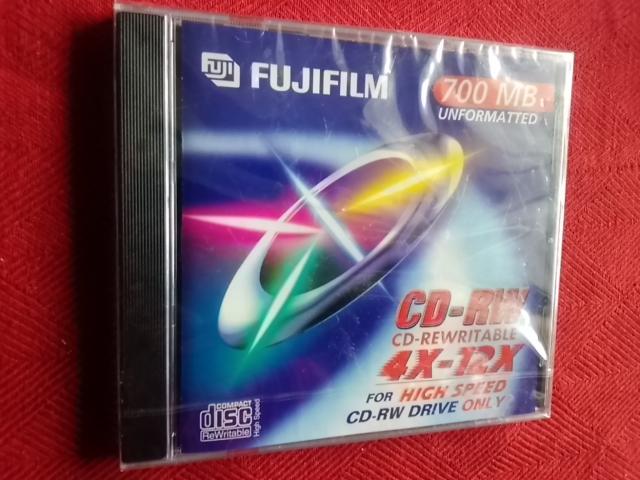 FUJI
FUJIFILM
700 MB
UNFORMATTED
CD-RW
CD-REWRITABLE
4X-12X
FOR HIGH SPEED
CD-RW DRIVE ONLY
COMPACT
disc
ReWritable
High Speed